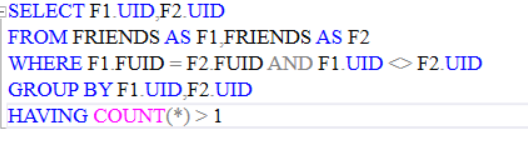 SELECT F1.UID,F2.UID
FROM FRIENDS AS F1,FRIENDS AS F2
WHERE F1.FUID = F2.FUID AND F1.UID <> F2.UID
GROUP BY F1.UID,F2.UID
HAVING COUNT(*) > 1